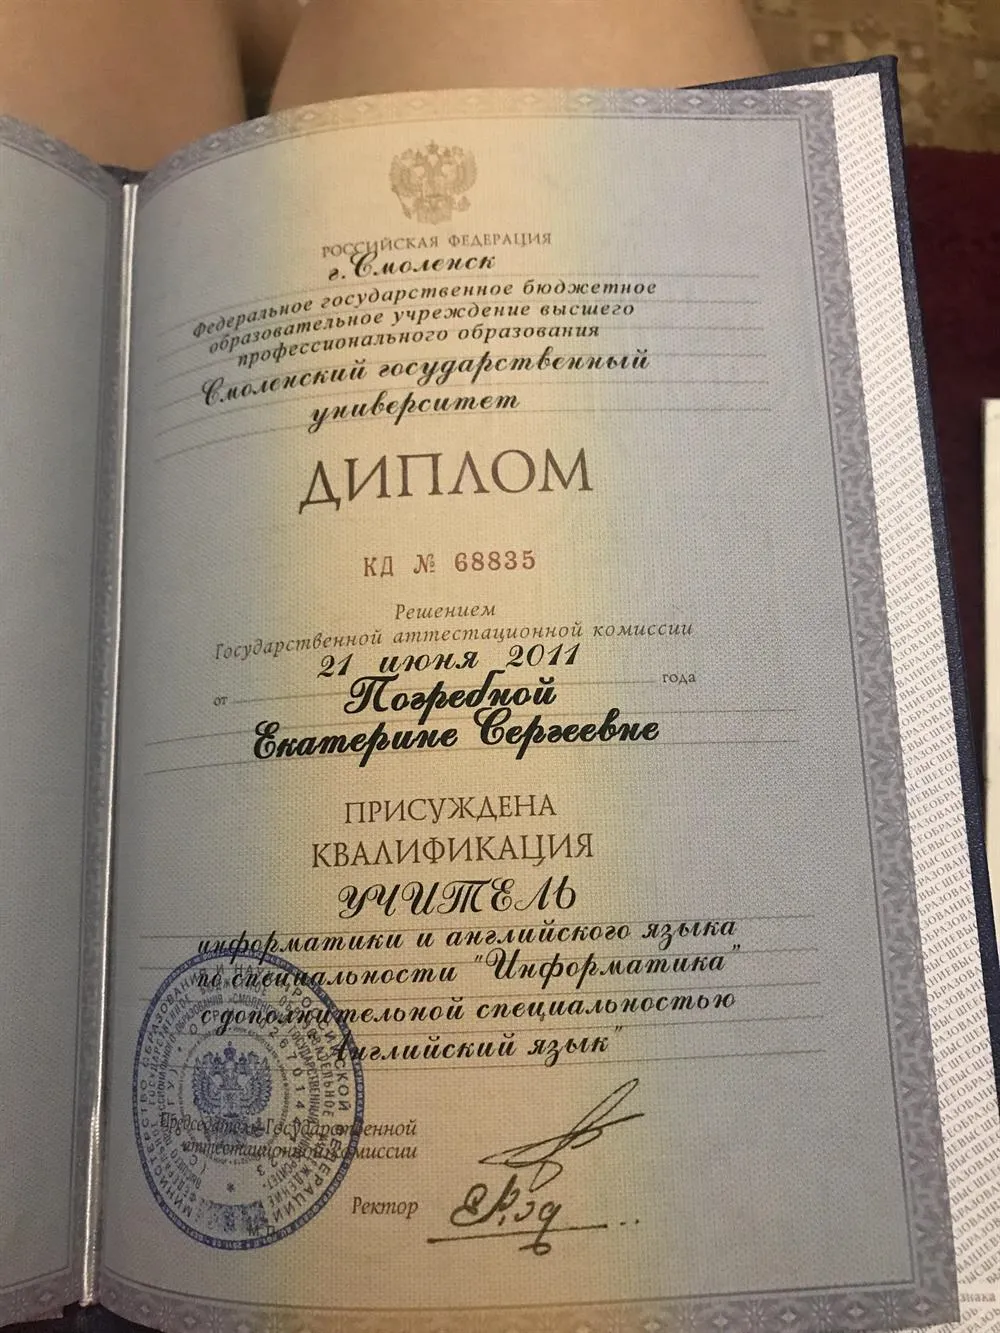 РОССИЙСКАЯ ФЕДЕРАЦИЯ
г. Смоленск
Федеральное государственное бюджетное
образовательное учреждение высшего
профессионального образования
Смоленский государственный
университет
ДИПЛОМ
КД № 68835
Решением
Государственной аттестационной комиссии
от 21 июня 2011 года
Погребной
Екатерине Сергеевне
ПРИСУЖДЕНА
КВАЛИФИКАЦИЯ
УЧИТЕЛЬ
информатики и английского языка
по специальности "Информатика"
с дополнительной специальностью
Английский язык"
Председатель Государственной
аттестационной комиссии
Ректор
М.П.